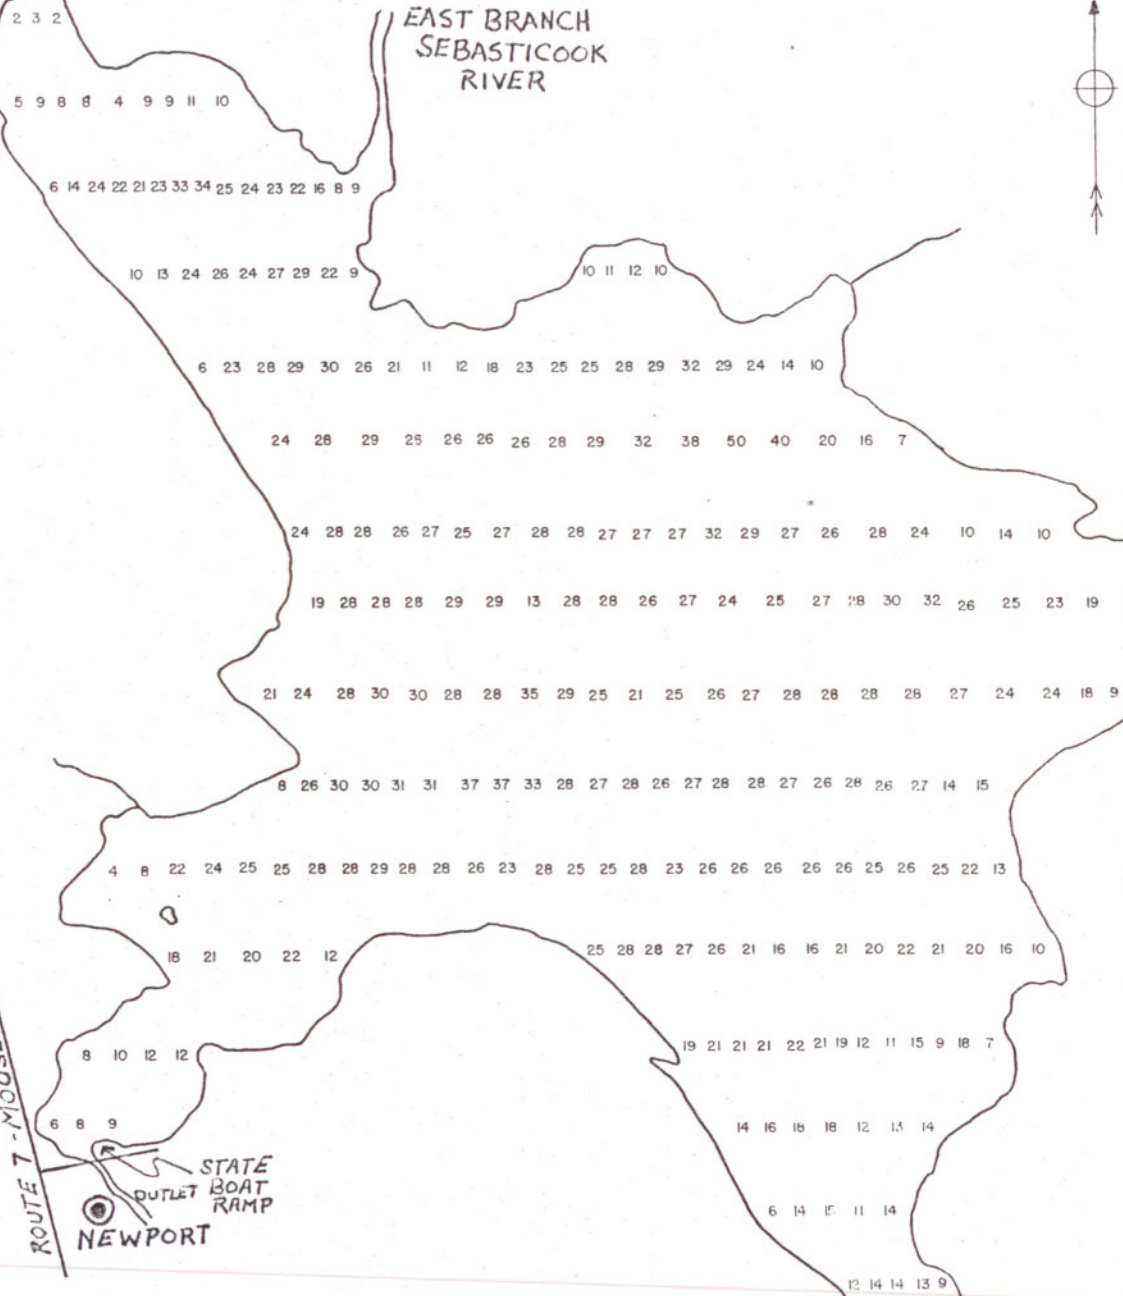 EAST BRANCH
SEBASTICOOK
RIVER
2 3 2
5 9 8 8 4 9 9 11 10
6 14 24 22 21 23 33 34 25 24 23 22 16 8 9
10 13 24 26 24 27 29 22 9
10 11 12 10
6 23 28 29 30 26 21 11 12 18 23 25 25 28 29 32 29 24 14 10
24 28 29 25 26 26 26 28 29 32 38 50 40 20 16 7
24 28 28 26 27 25 27 28 28 27 27 27 32 29 27 26 28 24 10 14 10
19 28 28 28 29 29 13 28 28 26 27 24 25 27 28 30 32 26 25 23 19
21 24 28 30 30 28 28 35 29 25 21 25 26 27 28 28 28 28 27 24 24 18 9
8 26 30 30 31 31 37 37 33 28 27 28 26 27 28 28 27 26 28 26 27 14 15
4 8 22 24 25 25 28 28 29 28 28 26 23 28 25 25 28 23 26 26 26 26 26 25 26 25 22 13
18 21 20 22 12
25 28 28 27 26 21 16 16 21 20 22 21 20 16 10
8 10 12 12
19 21 21 21 22 21 19 12 11 15 9 18 7
6 8 9
14 16 18 18 12 13 14
STATE
OUTLET BOAT
RAMP
6 14 15 11 14
NEWPORT
ROUTE 7-MOOSE
12 14 14 13 9